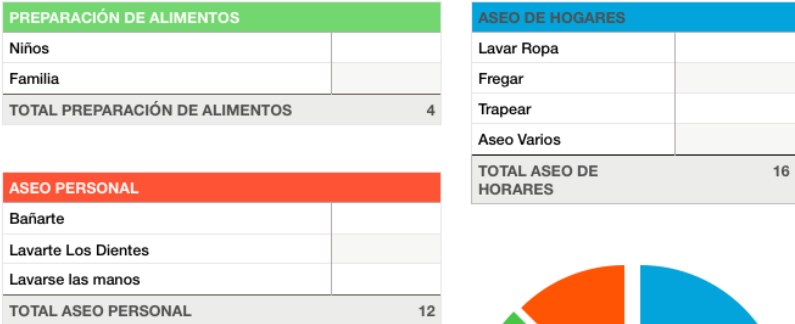 PREPARACIÓN DE ALIMENTOS
Niños
Familia
TOTAL PREPARACIÓN DE ALIMENTOS 4
ASEO PERSONAL
Bañarte
Lavarte Los Dientes
Lavarse las manos
TOTAL ASEO PERSONAL 12
ASEO DE HOGARES
Lavar Ropa
Fregar
Trapear
Aseo Varios
TOTAL ASEO DE 16
HORARES